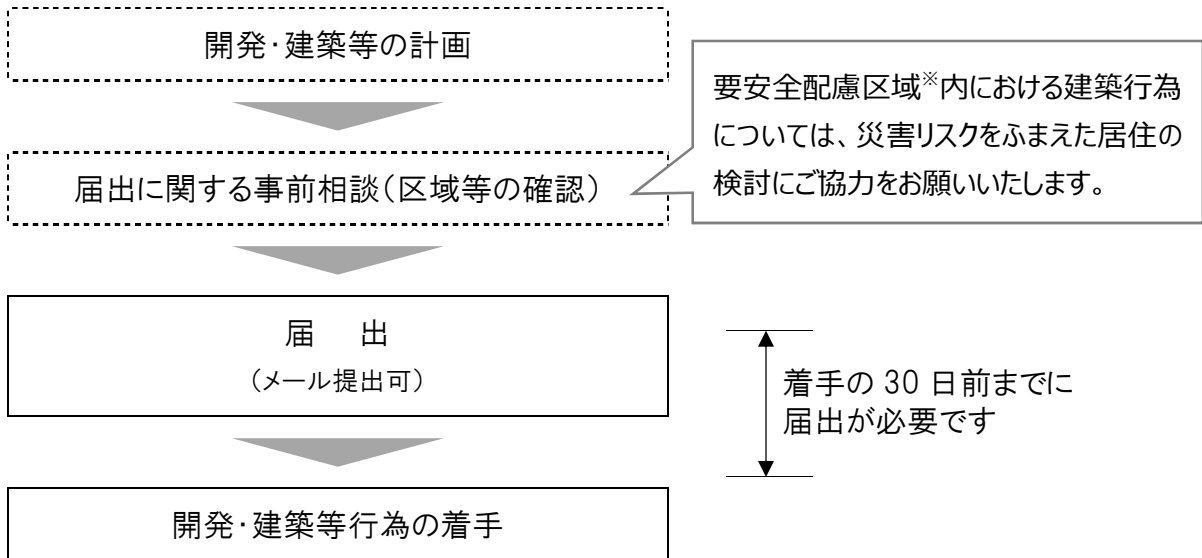 開発・建築等の計画
要安全配慮区域※内における建築行為
については、災害リスクをふまえた居住の
検討にご協力をお願いいたします。
届出に関する事前相談（区域等の確認）
届　出
（メール提出可）
着手の 30 日前までに
届出が必要です
開発・建築等行為の着手